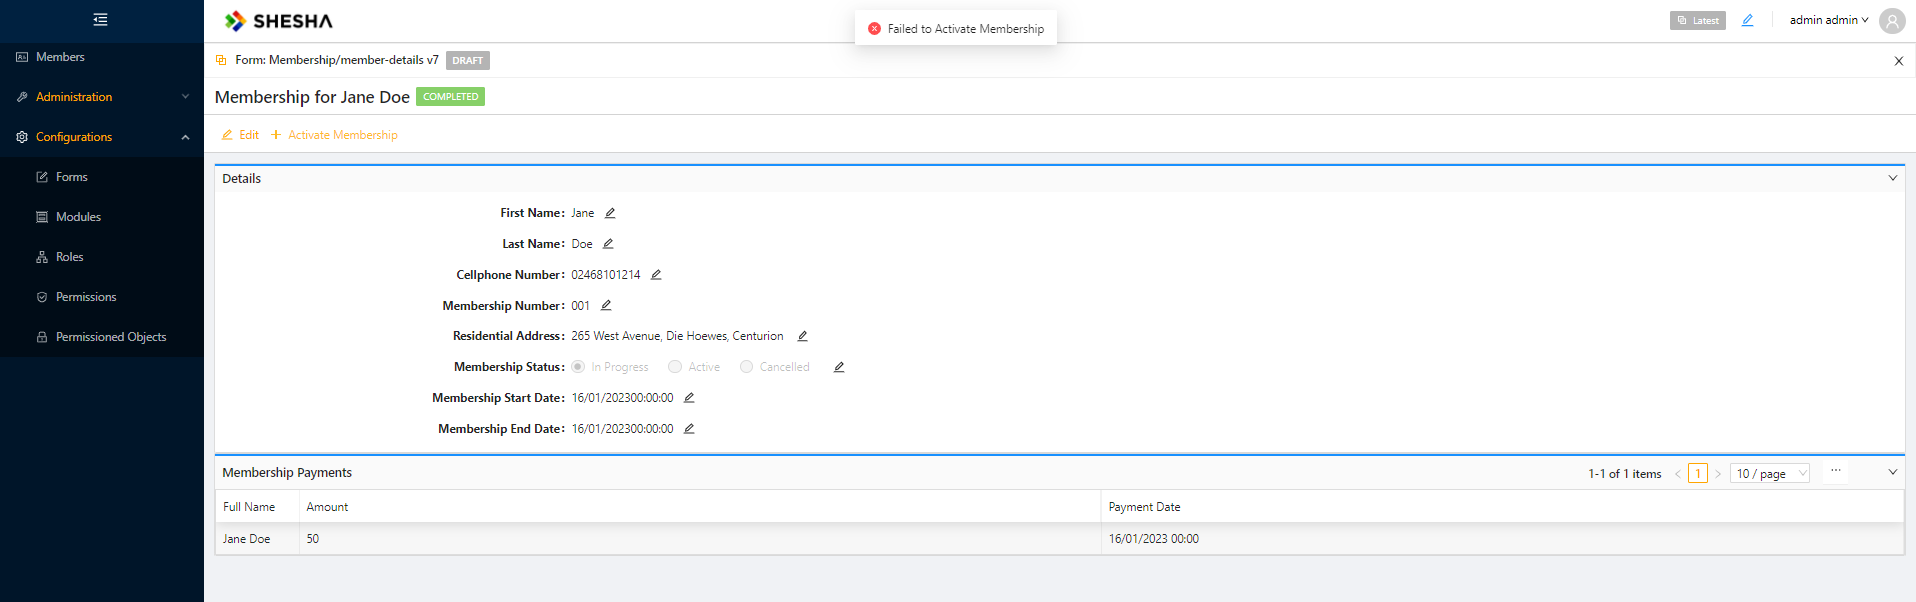 SHESHA
Failed to Activate Membership
Latest
admin admin
Members
Administration
Configurations
Forms
Modules
Roles
Permissions
Permissioned Objects
Form: Membership/member-details v7 DRAFT
Membership for Jane Doe COMPLETED
Edit Activate Membership
Details
First Name: Jane
Last Name: Doe
Cellphone Number: 02468101214
Membership Number: 001
Residential Address: 265 West Avenue, Die Hoewes, Centurion
Membership Status: In Progress Active Cancelled
Membership Start Date: 16/01/202300:00:00
Membership End Date: 16/01/202300:00:00
Membership Payments 1-1 of 1 items < 1 > 10 / page ...
Full Name Amount Payment Date
Jane Doe 50 16/01/2023 00:00